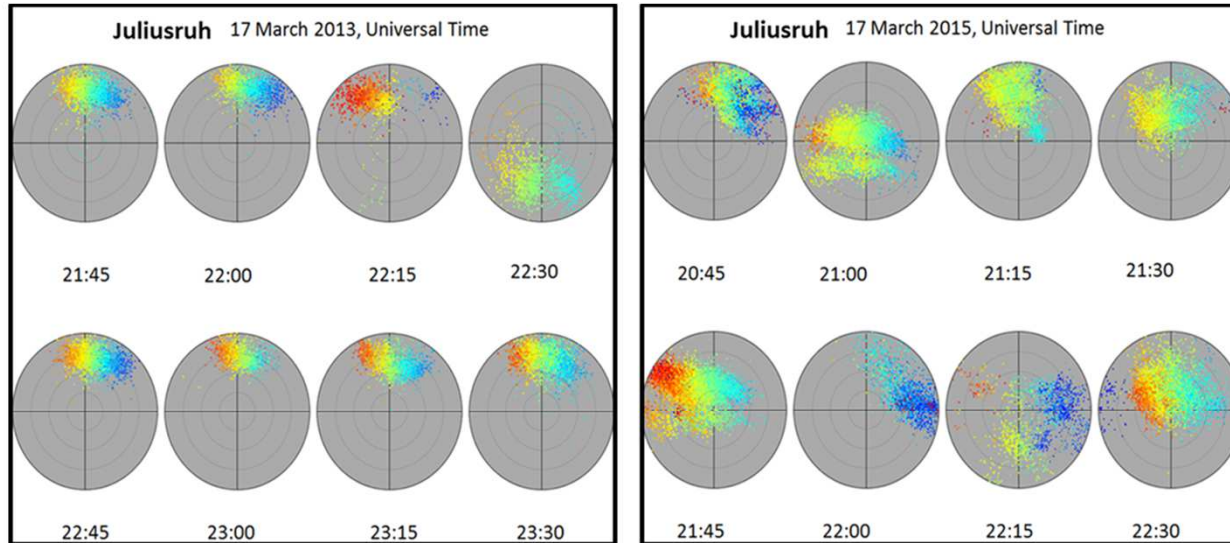 Juliusruh 17 March 2013, Universal Time
21:45 22:00 22:15 22:30
22:45 23:00 23:15 23:30
Juliusruh 17 March 2015, Universal Time
20:45 21:00 21:15 21:30
21:45 22:00 22:15 22:30